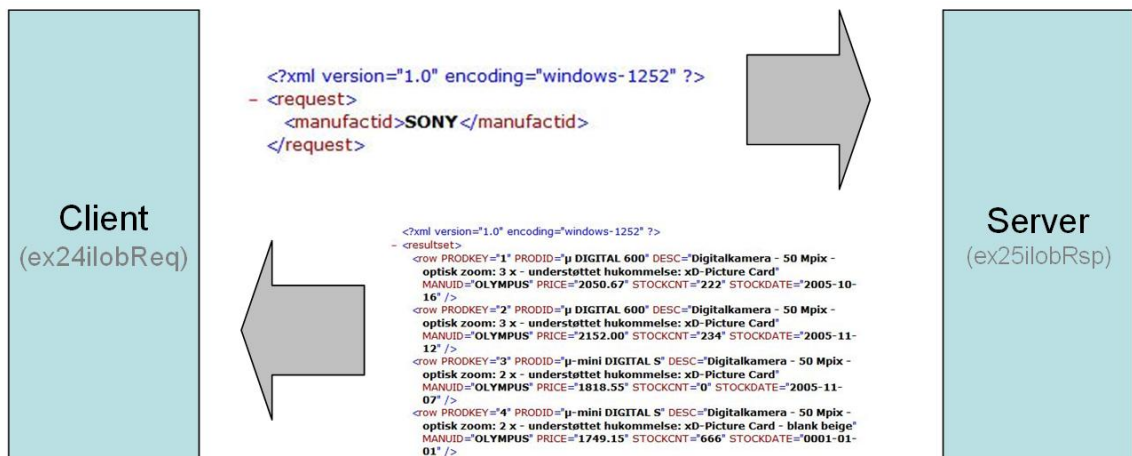 Client
(ex24ilobReq)
<?xml version="1.0" encoding="windows-1252" ?>
- <request>
<manufactid>SONY</manufactid>
</request>
<?xml version="1.0" encoding="windows-1252" ?>
- <resultset>
<row PRODKEY="1" PRODID="µ DIGITAL 600" DESC="Digitalkamera - 50 Mpix -
optisk zoom: 3 x - understøttet hukommelse: xD-Picture Card"
MANUID="OLYMPUS" PRICE="2050.67" STOCKCNT="222" STOCKDATE="2005-10-
16" />
<row PRODKEY="2" PRODID="µ DIGITAL 600" DESC="Digitalkamera - 50 Mpix -
optisk zoom: 3 x - understøttet hukommelse: xD-Picture Card"
MANUID="OLYMPUS" PRICE="2152.00" STOCKCNT="234" STOCKDATE="2005-11-
12" />
<row PRODKEY="3" PRODID="µ-mini DIGITAL S" DESC="Digitalkamera - 50 Mpix -
optisk zoom: 2 x - understøttet hukommelse: xD-Picture Card"
MANUID="OLYMPUS" PRICE="1818.55" STOCKCNT="0" STOCKDATE="2005-11-
07" />
<row PRODKEY="4" PRODID="µ-mini DIGITAL S" DESC="Digitalkamera - 50 Mpix -
optisk zoom: 2 x - understøttet hukommelse: xD-Picture Card - blank beige"
MANUID="OLYMPUS" PRICE="1749.15" STOCKCNT="666" STOCKDATE="0001-01-
01" />
Server
(ex25ilobRsp)